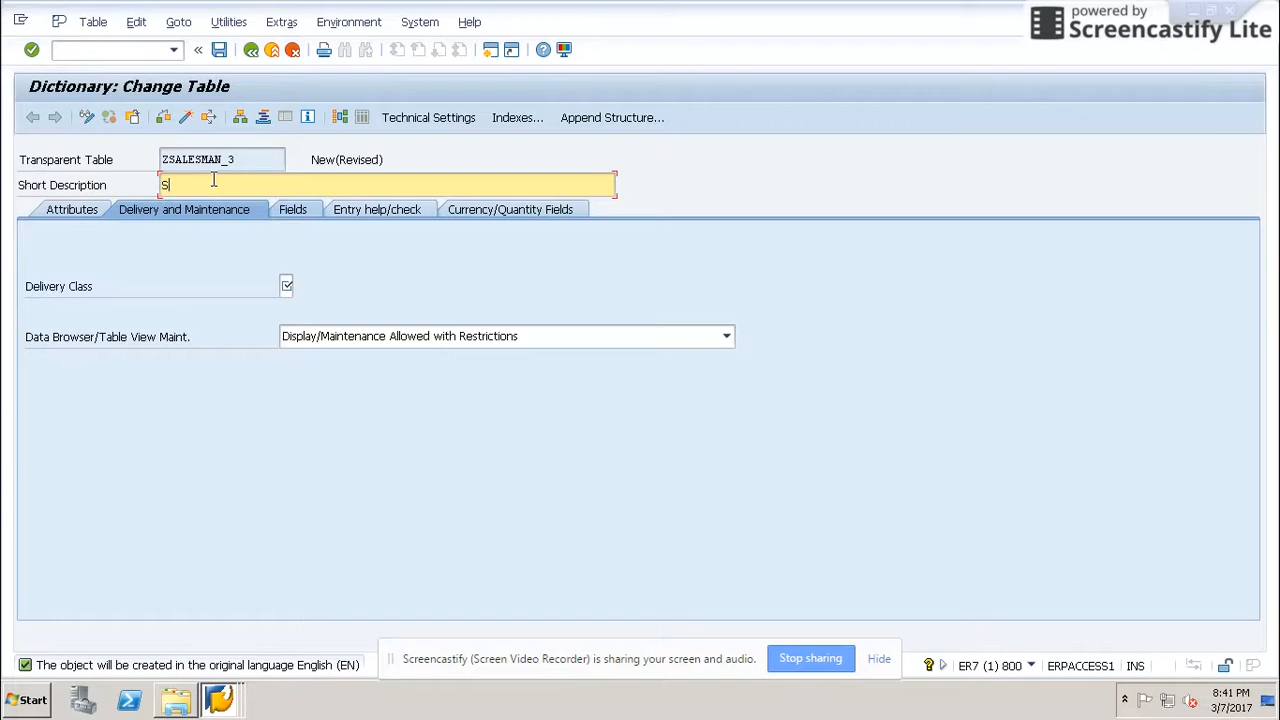 powered by
Screencastify Lite
Table Edit Goto Utilities Extras Environment System Help
Dictionary: Change Table
Technical Settings Indexes... Append Structure...
Transparent Table ZSALESMAN_3 New(Revised)
Short Description S
Attributes Delivery and Maintenance Fields Entry help/check Currency/Quantity Fields
Delivery Class
Data Browser/Table View Maint. Display/Maintenance Allowed with Restrictions
Screencastify (Screen Video Recorder) is sharing your screen and audio. Stop sharing Hide
The object will be created in the original language English (EN) ER7 (1) 800 ERPACCESS1 INS
Start 8:41 PM
3/7/2017